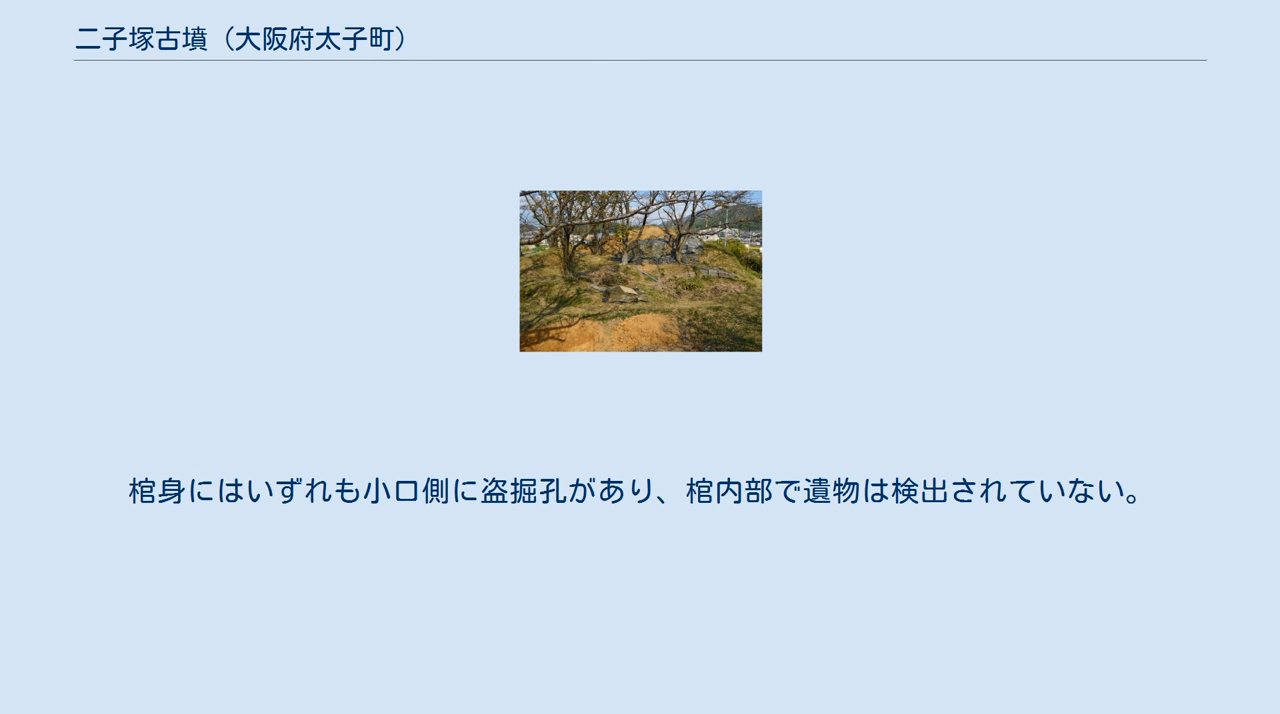 二子塚古墳（大阪府太子町）
棺身にはいずれも小口側に盗掘孔があり、棺内部で遺物は検出されていない。